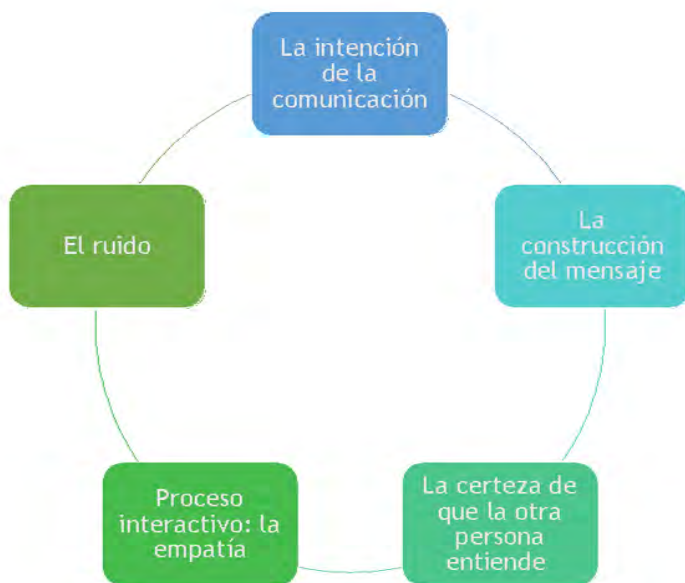 La intención
de la
comunicación
La
construcción
del mensaje
La certeza de
que la otra
persona
entiende
Proceso
interactivo: la
empatía
El ruido